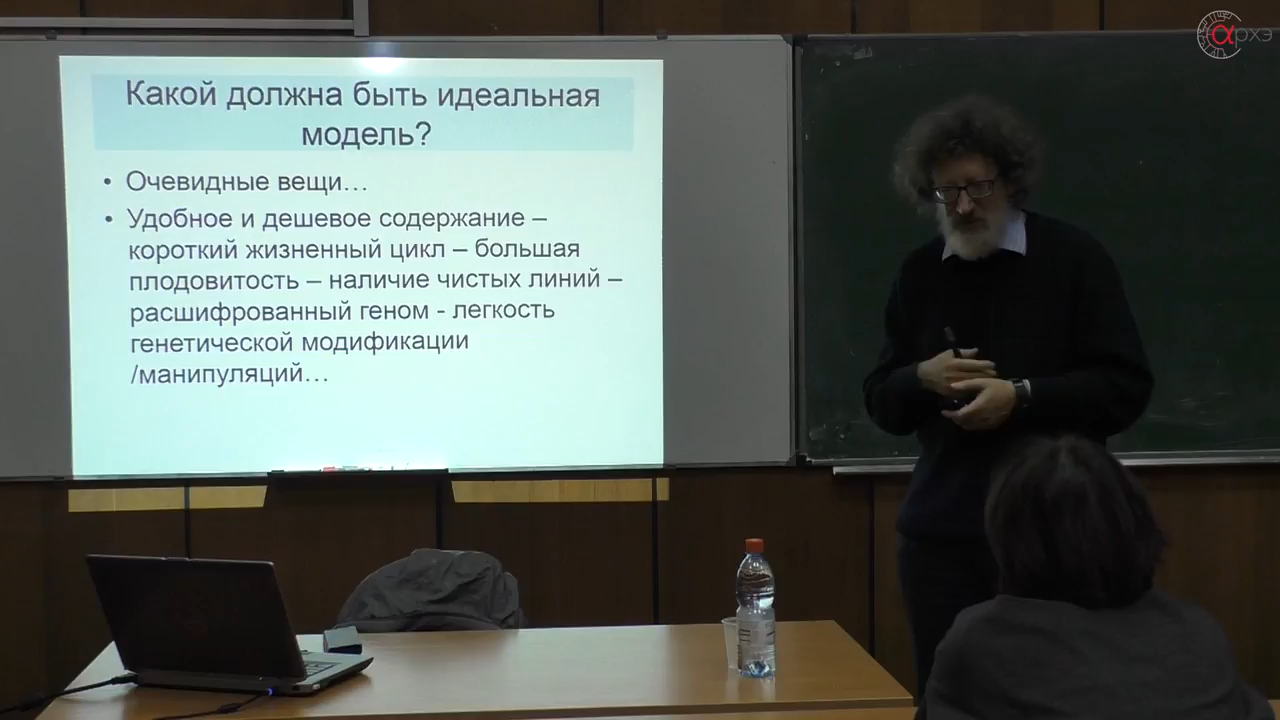 Какой должна быть идеальная
модель?
• Очевидные вещи…
• Удобное и дешевое содержание –
короткий жизненный цикл – большая
плодовитость – наличие чистых линий –
расшифрованный геном - легкость
генетической модификации
/манипуляций…
αрхэ